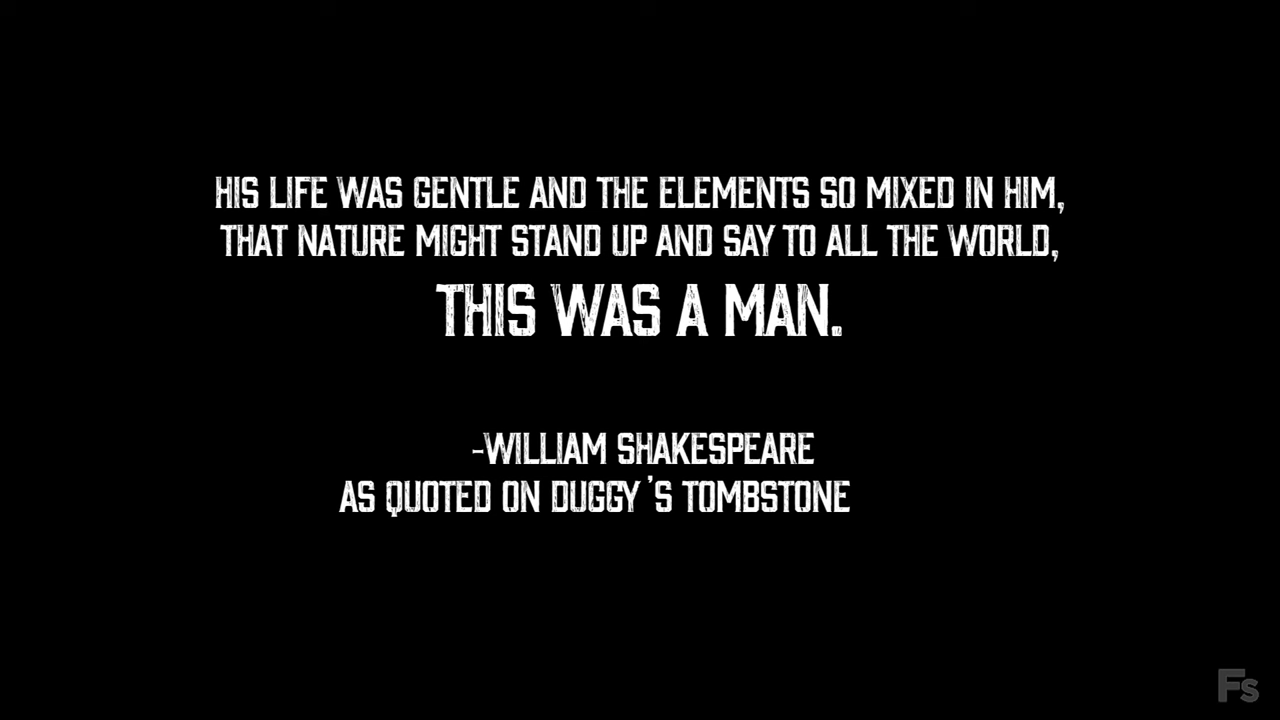 HIS LIFE WAS GENTLE AND THE ELEMENTS SO MIXED IN HIM,
THAT NATURE MIGHT STAND UP AND SAY TO ALL THE WORLD,
THIS WAS A MAN.
-WILLIAM SHAKESPEARE
AS QUOTED ON DUGGY'S TOMBSTONE
Fs